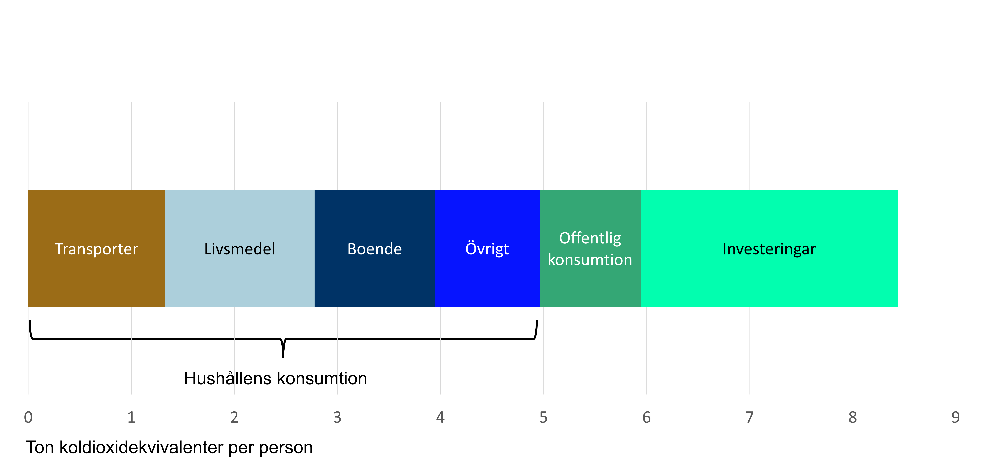 Transporter
Livsmedel
Boende
Övrigt
Offentlig
konsumtion
Investeringar
Hushållens konsumtion
0 1 2 3 4 5 6 7 8 9
Ton koldioxidekvivalenter per person